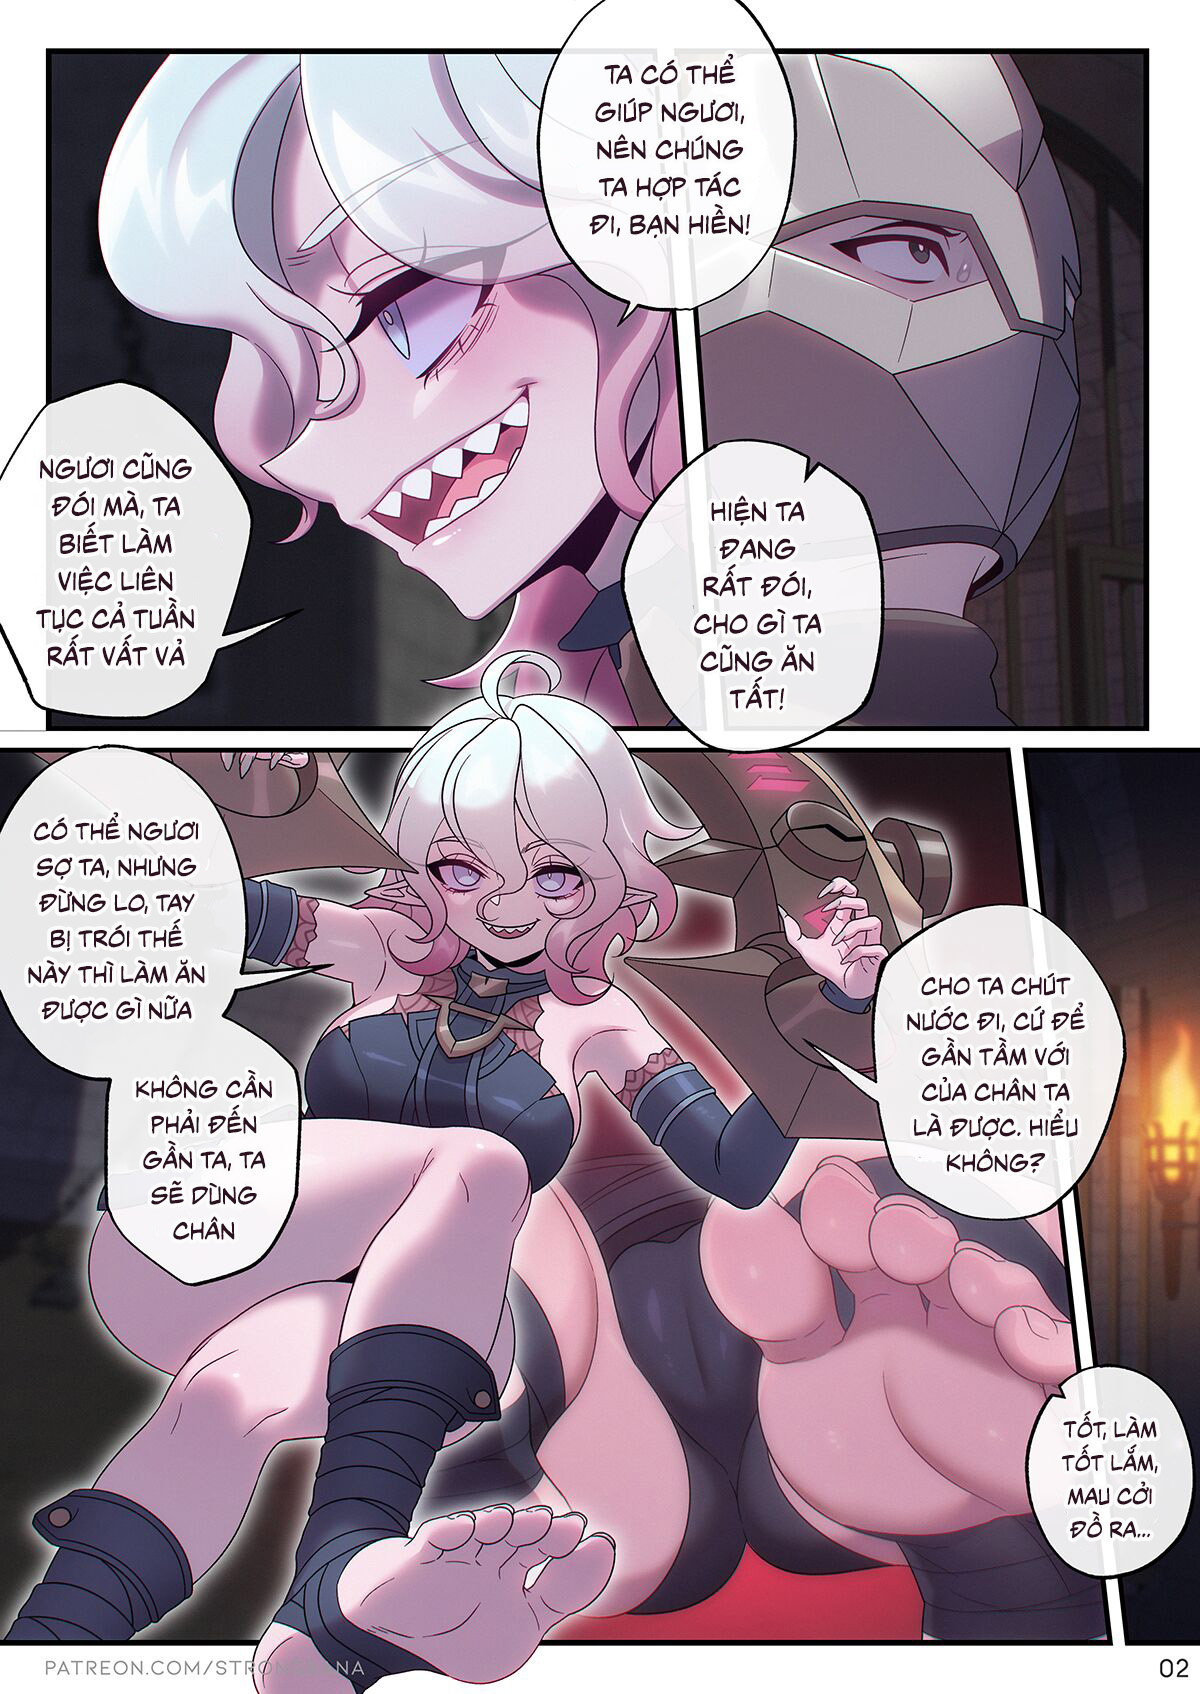 TA CÓ THỂ
GIÚP NGƯƠI,
NÊN CHÚNG
TA HỢP TÁC
ĐI, BẠN HIỀN!
NGƯƠI CŨNG
ĐÓI MÀ, TA
BIẾT LÀM
VIỆC LIÊN
TỤC CẢ TUẦN
RẤT VẤT VẢ
HIỆN TA
ĐANG
RẤT ĐÓI,
CHO GÌ TA
CŨNG ĂN
TẤT!
CÓ THỂ NGƯƠI
SỢ TA, NHƯNG
ĐỪNG LO, TAY
BỊ TRÓI THẾ
NÀY THÌ LÀM ĂN
ĐƯỢC GÌ NỮA
KHÔNG CẦN
PHẢI ĐẾN
GẦN TA, TA
SẼ DÙNG
CHÂN
CHO TA CHÚT
NƯỚC ĐI, CỨ ĐỂ
GẦN TẦM VỚI
CỦA CHÂN TA
LÀ ĐƯỢC. HIỂU
KHÔNG?
TỐT, LÀM
TỐT LẮM,
MAU CỞI
ĐỒ RA...
PATREON.COM/STRONGBANA
02